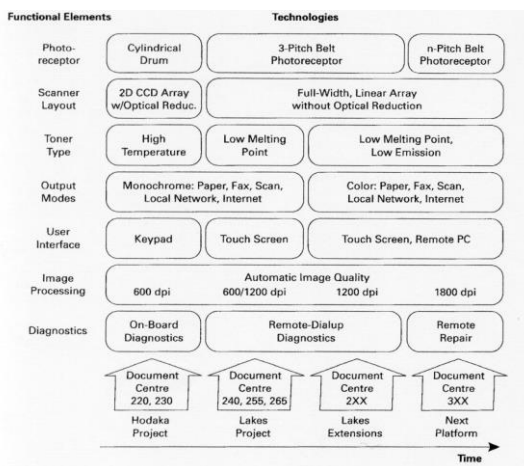 Functional Elements Technologies
Photo-
receptor
Cylindrical
Drum
3-Pitch Belt
Photoreceptor
n-Pitch Belt
Photoreceptor
Scanner
Layout
2D CCD Array
w/Optical Reduc.
Full-Width, Linear Array
without Optical Reduction
Toner
Type
High
Temperature
Low Melting
Point
Low Melting Point,
Low Emission
Output
Modes
Monochrome: Paper, Fax, Scan,
Local Network, Internet
Color: Paper, Fax, Scan,
Local Network, Internet
User
Interface
Keypad
Touch Screen
Touch Screen, Remote PC
Image
Processing
Automatic Image Quality
600 dpi 600/1200 dpi 1200 dpi 1800 dpi
Diagnostics
On-Board
Diagnostics
Remote-Dialup
Diagnostics
Remote
Repair
Document
Centre
220, 230
Document
Centre
240, 255, 265
Document
Centre
2XX
Document
Centre
3XX
Hodaka
Project
Lakes
Project
Lakes
Extensions
Next
Platform
Time